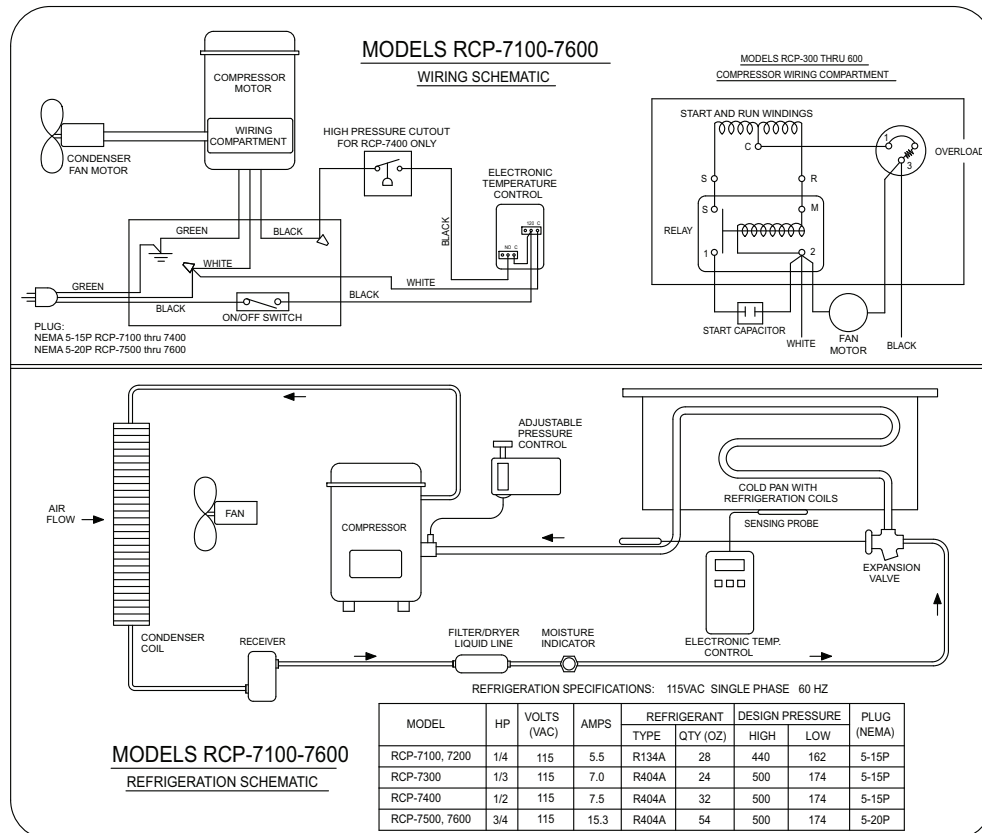 MODELS RCP-7100-7600
WIRING SCHEMATIC
COMPRESSOR
MOTOR
WIRING
COMPARTMENT
CONDENSER
FAN MOTOR
HIGH PRESSURE CUTOUT
FOR RCP-7400 ONLY
ELECTRONIC
TEMPERATURE
CONTROL
120 C
NO C
GREEN
BLACK
BLACK
WHITE
WHITE
GREEN
BLACK
BLACK
ON/OFF SWITCH
PLUG:
NEMA 5-15P RCP-7100 thru 7400
NEMA 5-20P RCP-7500 thru 7600
MODELS RCP-300 THRU 600
COMPRESSOR WIRING COMPARTMENT
START AND RUN WINDINGS
C
1
3
OVERLOAD
S
R
S
M
RELAY
1
2
START CAPACITOR
WHITE
FAN
MOTOR
BLACK
AIR
FLOW
FAN
COMPRESSOR
ADJUSTABLE
PRESSURE
CONTROL
COLD PAN WITH
REFRIGERATION COILS
SENSING PROBE
EXPANSION
VALVE
CONDENSER
COIL
RECEIVER
FILTER/DRYER
LIQUID LINE
MOISTURE
INDICATOR
ELECTRONIC TEMP.
CONTROL
MODELS RCP-7100-7600
REFRIGERATION SCHEMATIC
REFRIGERATION SPECIFICATIONS: 115VAC SINGLE PHASE 60 HZ
MODEL HP VOLTS (VAC) AMPS REFRIGERANT DESIGN PRESSURE PLUG (NEMA)
TYPE QTY (OZ) HIGH LOW
RCP-7100, 7200 1/4 115 5.5 R134A 28 440 162 5-15P
RCP-7300 1/3 115 7.0 R404A 24 500 174 5-15P
RCP-7400 1/2 115 7.5 R404A 32 500 174 5-15P
RCP-7500, 7600 3/4 115 15.3 R404A 54 500 174 5-20P